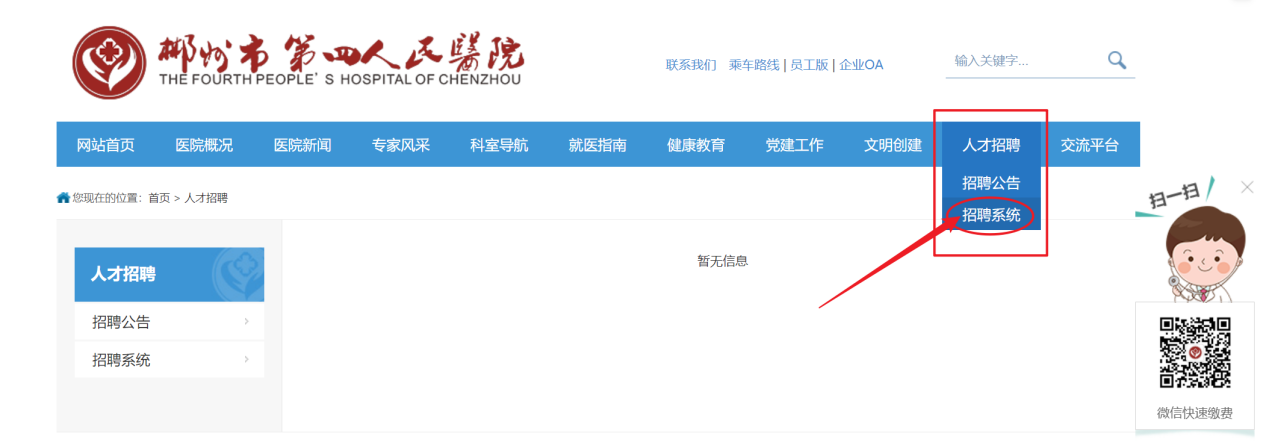 郴州市第四人民醫院
THE FOURTH PEOPLE'S HOSPITAL OF CHENZHOU
联系我们 乘车路线 | 员工版 | 企业OA
输入关键字...
网站首页 医院概况 医院新闻 专家风采 科室导航 就医指南 健康教育 党建工作 文明创建 人才招聘 交流平台
招聘公告
招聘系统
您现在的位置：首页 > 人才招聘
扫一扫
人才招聘
招聘公告
招聘系统
暂无信息
微信快速缴费